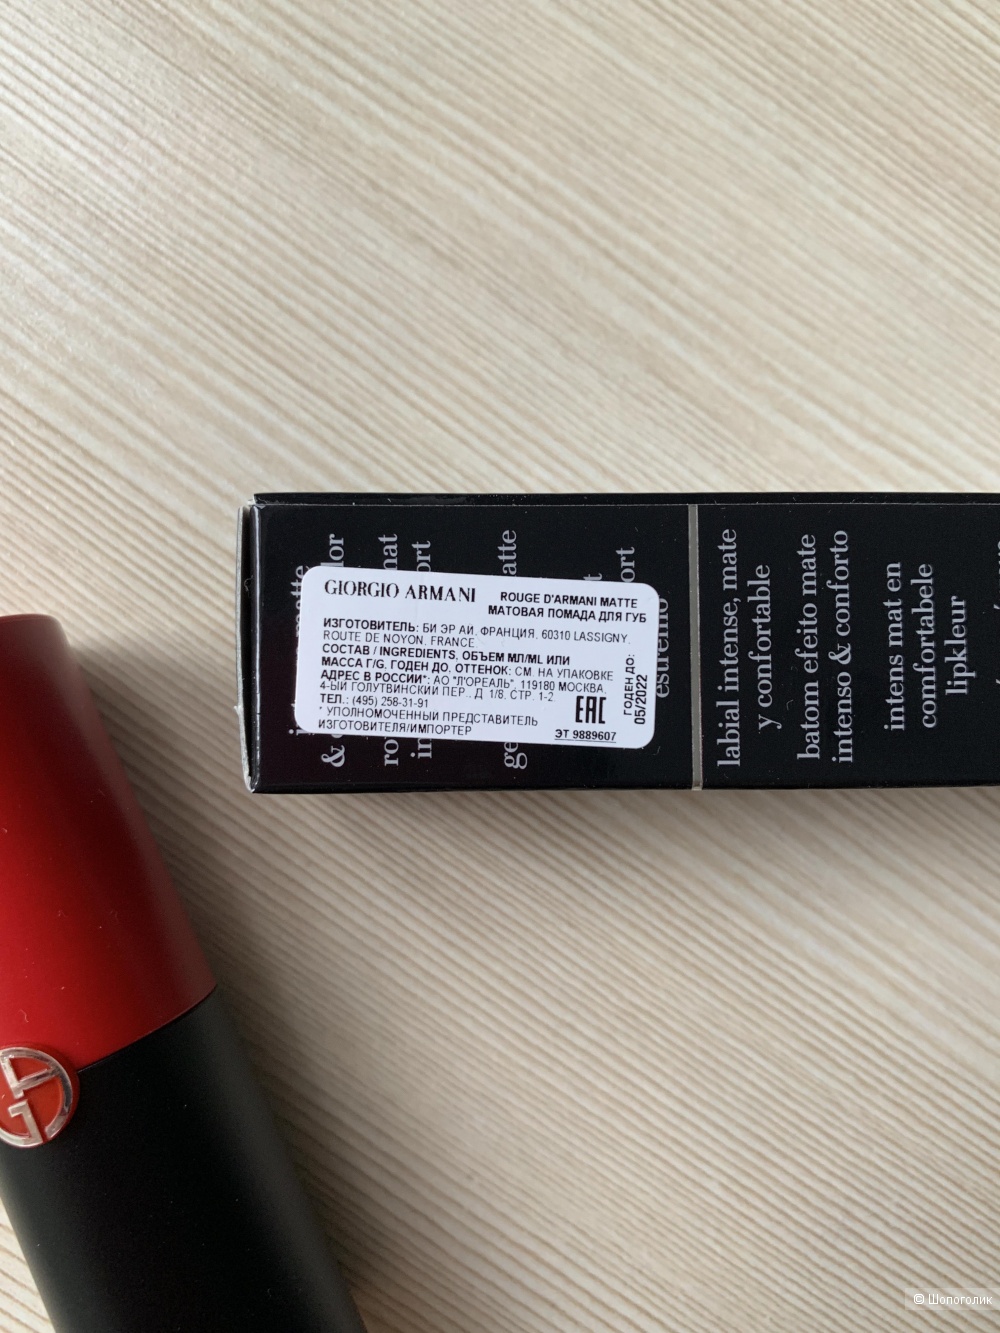 GIORGIO ARMANI
ROUGE D'ARMANI MATTE
МАТОВАЯ ПОМАДА ДЛЯ ГУБ
ИЗГОТОВИТЕЛЬ: БИ ЭР АЙ, ФРАНЦИЯ, 60310 LASSIGNY,
ROUTE DE NOYON, FRANCE.
СОСТАВ / INGREDIENTS, ОБЪЕМ МЛ/ML ИЛИ
МАССА Г/G, ГОДЕН ДО, ОТТЕНОК: СМ. НА УПАКОВКЕ
АДРЕС В РОССИИ*: АО "Л'ОРЕАЛЬ", 119180 МОСКВА,
4-ЫЙ ГОЛУТВИНСКИЙ ПЕР., Д. 1/8, СТР. 1-2.
ТЕЛ.: (495) 258-31-91
* УПОЛНОМОЧЕННЫЙ ПРЕДСТАВИТЕЛЬ
ИЗГОТОВИТЕЛЯ/ИМПОРТЕР
EAC
ЭТ 9889607
ГОДЕН ДО:
05/2022
labial intense, mate
y confortable
batom efeito mate
intenso & conforto
intens mat en
comfortabele
lipkleur
© Шопоголик